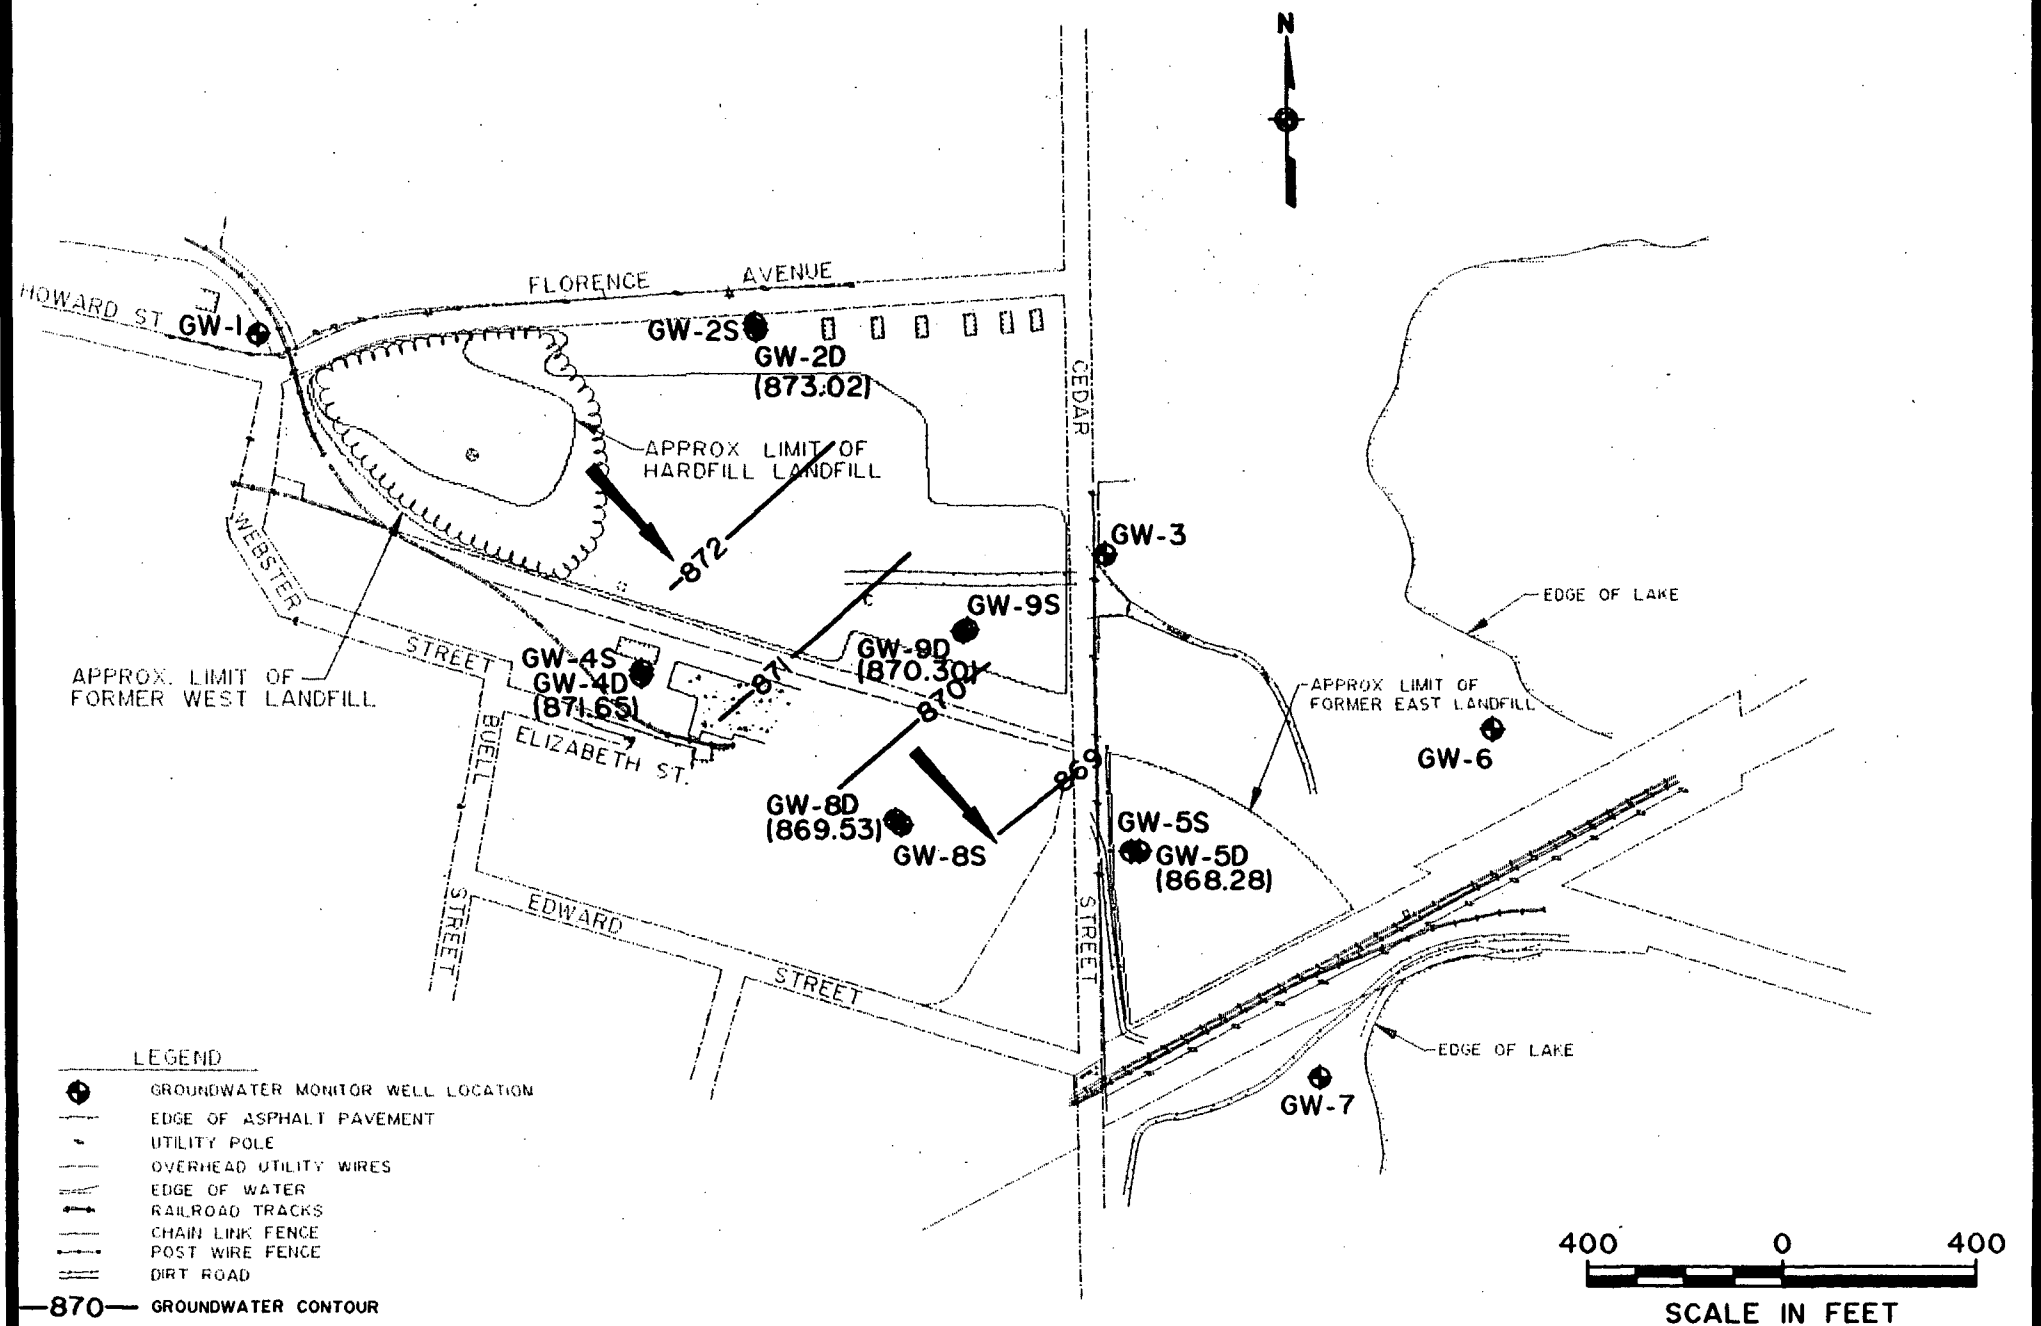 N
FLORENCE AVENUE
HOWARD ST.
GW-1
GW-2S
GW-2D
(873.02)
CEDAR
APPROX LIMIT OF
HARDFILL LANDFILL
872
GW-3
WEBSTER
STREET
GW-9S
GW-9D
(870.30)
EDGE OF LAKE
APPROX. LIMIT OF
FORMER WEST LANDFILL
GW-4S
GW-4D
(871.65)
871
870
APPROX LIMIT OF
FORMER EAST LANDFILL
BUELL
STREET
ELIZABETH ST.
869
GW-6
GW-8D
(869.53)
GW-8S
GW-5S
GW-5D
(868.28)
EDWARD
STREET
STREET
EDGE OF LAKE
GW-7
LEGEND
GROUNDWATER MONITOR WELL LOCATION
EDGE OF ASPHALT PAVEMENT
UTILITY POLE
OVERHEAD UTILITY WIRES
EDGE OF WATER
RAILROAD TRACKS
CHAIN LINK FENCE
POST WIRE FENCE
DIRT ROAD
—870— GROUNDWATER CONTOUR
400 0 400
SCALE IN FEET